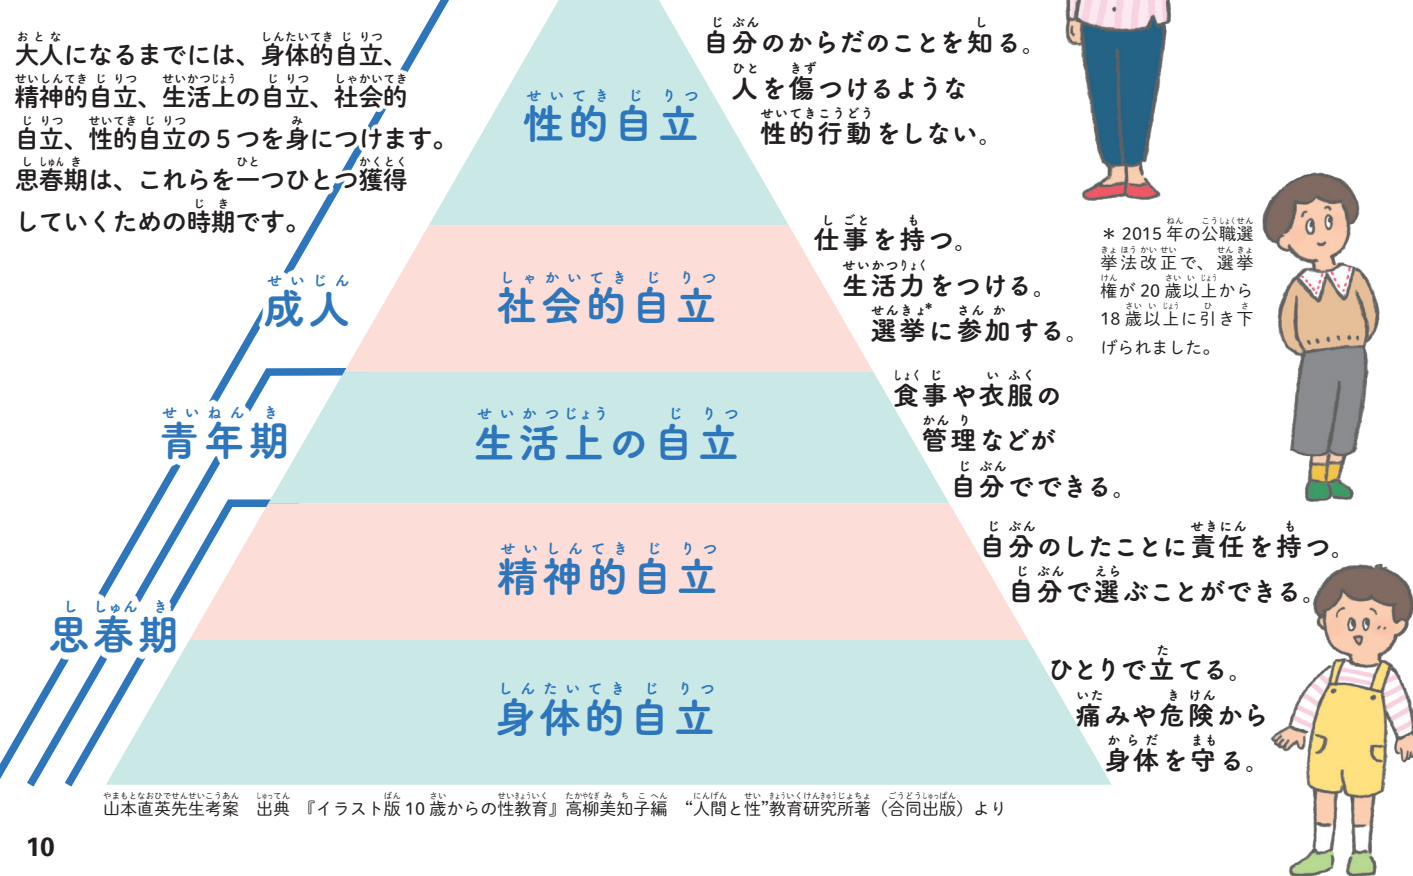 大人になるまでには、身体的自立、
精神的自立、生活上の自立、社会的
自立、性的自立の5つを身につけます。
思春期は、これらを一つひとつ獲得
していくための時期です。
性的自立
自分のからだのことを知る。
人を傷つけるような
性的行動をしない。
成人
社会的自立
仕事を持つ。
生活力をつける。
選挙*に参加する。
＊2015年の公職選
挙法改正で、選挙
権が20歳以上から
18歳以上に引き下
げられました。
青年期
生活上の自立
食事や衣服の
管理などが
自分でできる。
思春期
精神的自立
自分のしたことに責任を持つ。
自分で選ぶことができる。
身体的自立
ひとりで立てる。
痛みや危険から
身体を守る。
山本直英先生考案　出典　『イラスト版10歳からの性教育』高柳美知子編　“人間と性”教育研究所著（合同出版）より
10